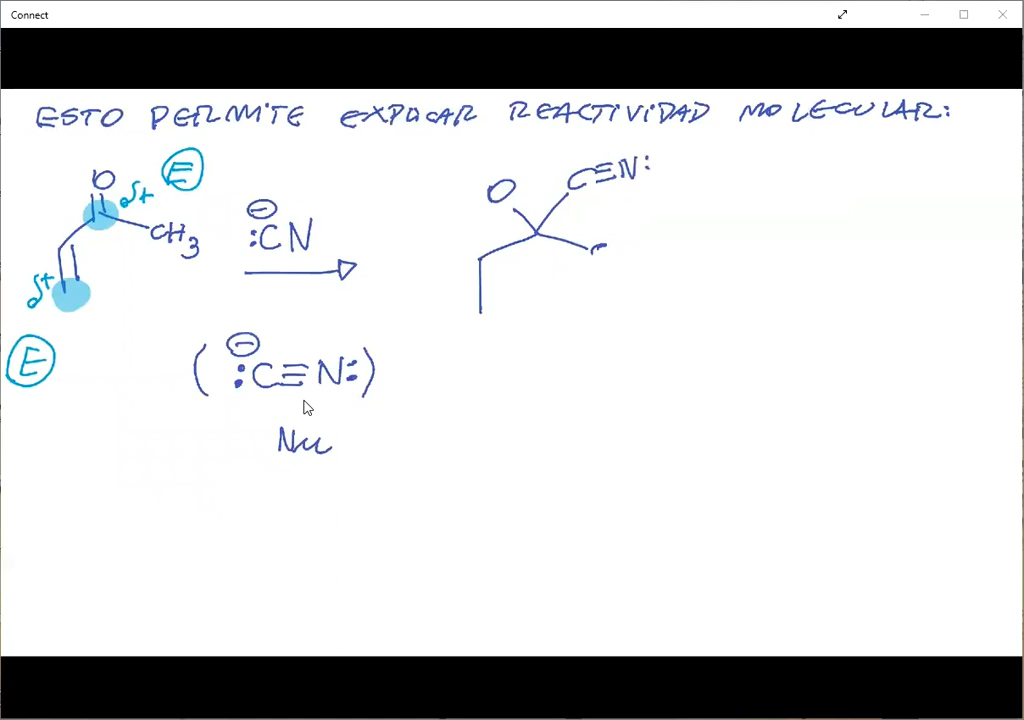 Connect
ESTO PERMITE EXPLICAR REACTIVIDAD MOLECULAR:
O δ+ E
CH3
δ+
E
⊖
:CN
O C≡N:
C
⊖
( :C≡N: )
Nu